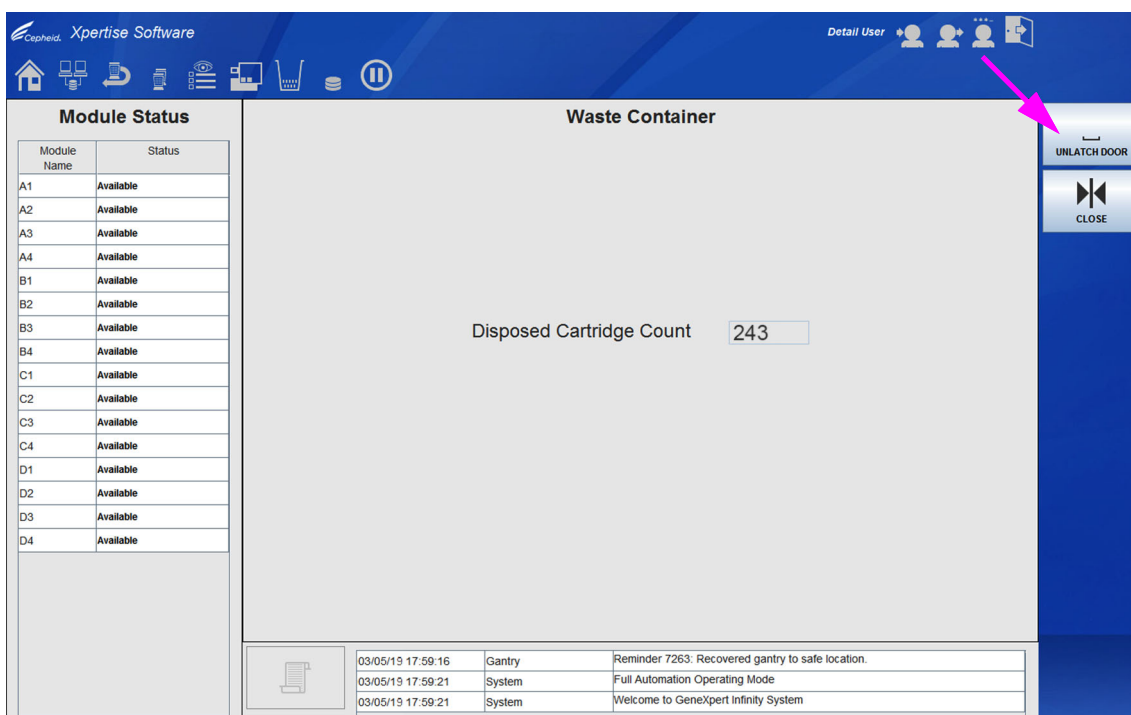 Cepheid. Xpertise Software
Detail User
Module Status
Module Name Status
A1 Available
A2 Available
A3 Available
A4 Available
B1 Available
B2 Available
B3 Available
B4 Available
C1 Available
C2 Available
C3 Available
C4 Available
D1 Available
D2 Available
D3 Available
D4 Available
Waste Container
Disposed Cartridge Count 243
UNLATCH DOOR
CLOSE
03/05/19 17:59:16 Gantry Reminder 7263: Recovered gantry to safe location.
03/05/19 17:59:21 System Full Automation Operating Mode
03/05/19 17:59:21 System Welcome to GeneXpert Infinity System